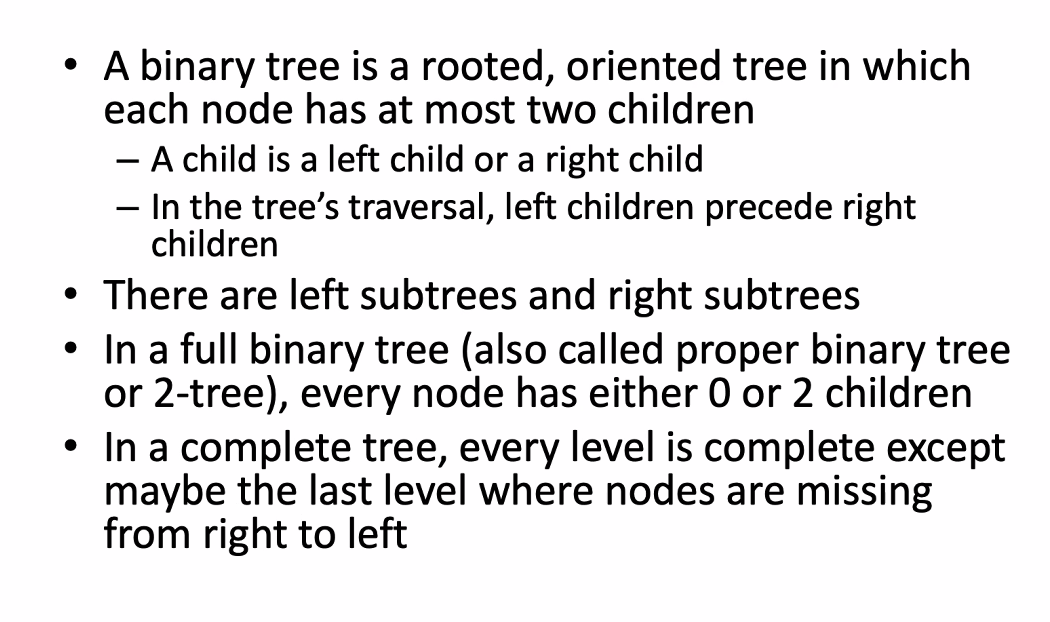 • A binary tree is a rooted, oriented tree in which
each node has at most two children
– A child is a left child or a right child
– In the tree’s traversal, left children precede right
children
• There are left subtrees and right subtrees
• In a full binary tree (also called proper binary tree
or 2-tree), every node has either 0 or 2 children
• In a complete tree, every level is complete except
maybe the last level where nodes are missing
from right to left